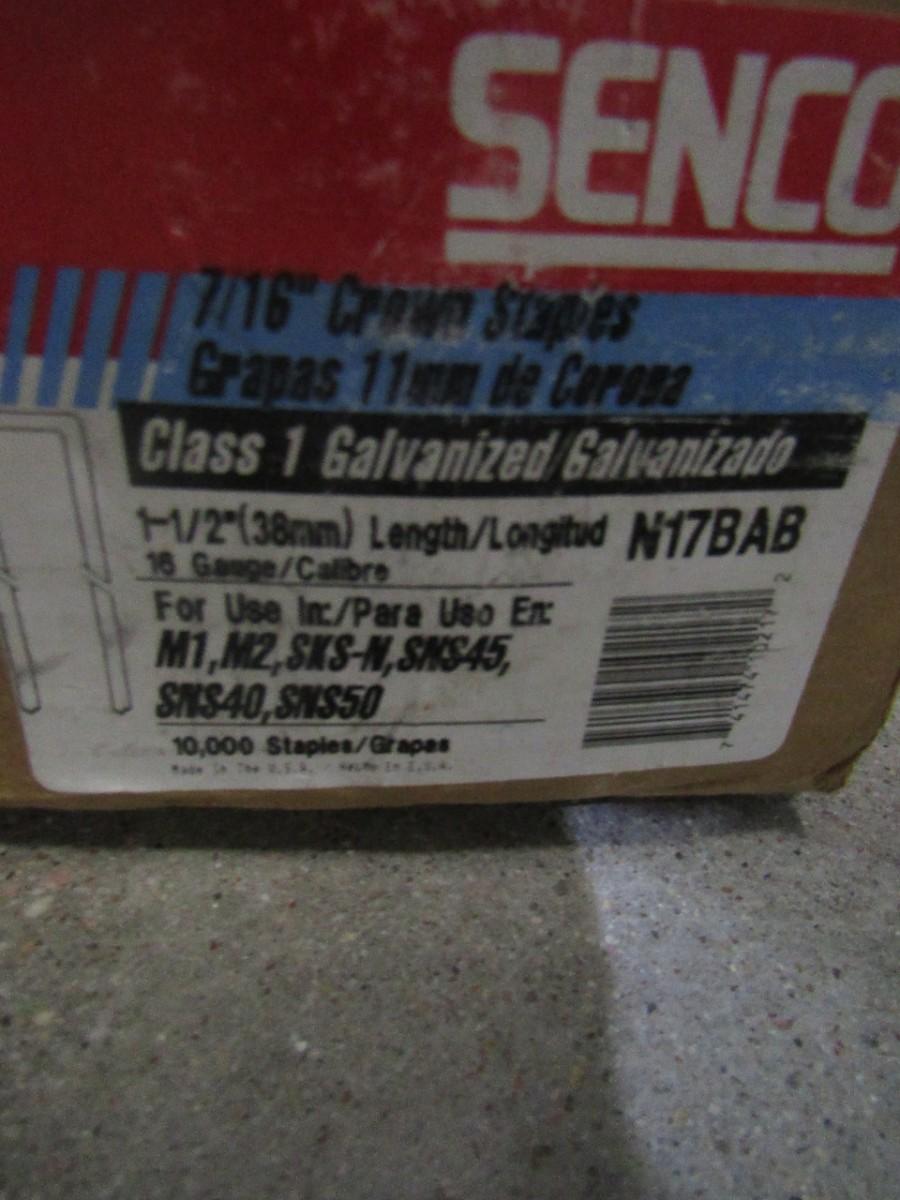 SENCO
7/16" Crown Staples
Grapas 11mm de Corona
Class 1 Galvanized/Galvanizado
1-1/2"(38mm) Length/Longitud N17BAB
16 Gauge/Calibre
For Use In:/Para Uso En:
M1,M2,SKS-N,SNS45,
SNS40,SNS50
10,000 Staples/Grapas
Made In The U.S.A.